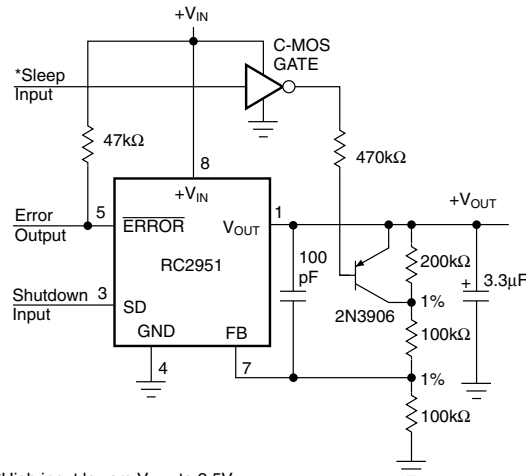 +VIN
C-MOS
GATE
*Sleep
Input
47kΩ
470kΩ
8
+VIN
Error
Output
5
ERROR
VOUT
1
+VOUT
RC2951
100
pF
200kΩ
+
3.3µF
Shutdown
Input
3
SD
2N3906
1%
GND
FB
100kΩ
4
7
1%
100kΩ